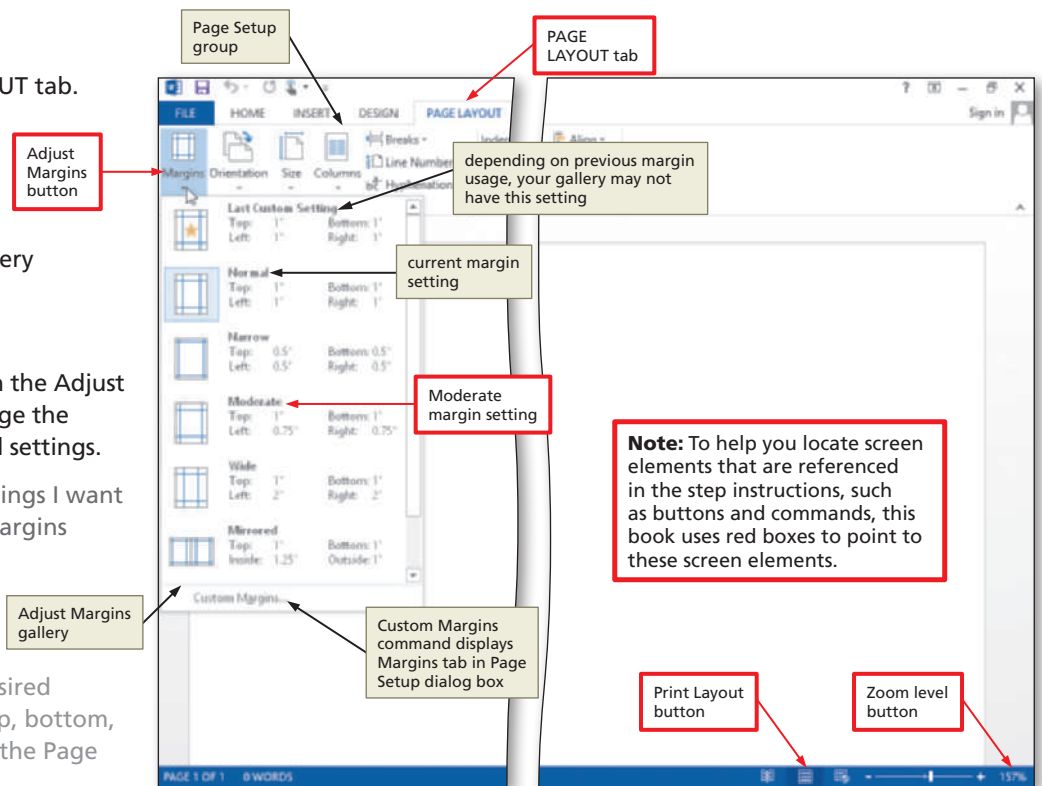 Page Setup
group
PAGE
LAYOUT tab
UT tab.
Adjust
Margins
button
FILE HOME INSERT DESIGN PAGE LAYOUT
? Sign in
Margins Orientation Size Columns
Breaks
Line Number
Hyphenation
Inden
Align
depending on previous margin
usage, your gallery may not
have this setting
Last Custom Setting
Top: 1" Bottom: 1"
Left: 1" Right: 1"
ery
current margin
setting
Normal
Top: 1" Bottom: 1"
Left: 1" Right: 1"
Narrow
Top: 0.5" Bottom: 0.5"
Left: 0.5" Right: 0.5"
n the Adjust
ge the
l settings.
Moderate
Top: 1" Bottom: 1"
Left: 0.75" Right: 0.75"
Moderate
margin setting
Note: To help you locate screen
elements that are referenced
in the step instructions, such
as buttons and commands, this
book uses red boxes to point to
these screen elements.
ings I want
argins
Wide
Top: 1" Bottom: 1"
Left: 2" Right: 2"
Mirrored
Top: 1" Bottom: 1"
Inside: 1.25" Outside: 1"
Custom Margins...
Adjust Margins
gallery
Custom Margins
command displays
Margins tab in Page
Setup dialog box
sired
p, bottom,
the Page
Print Layout
button
Zoom level
button
PAGE 1 OF 1 0 WORDS
157%